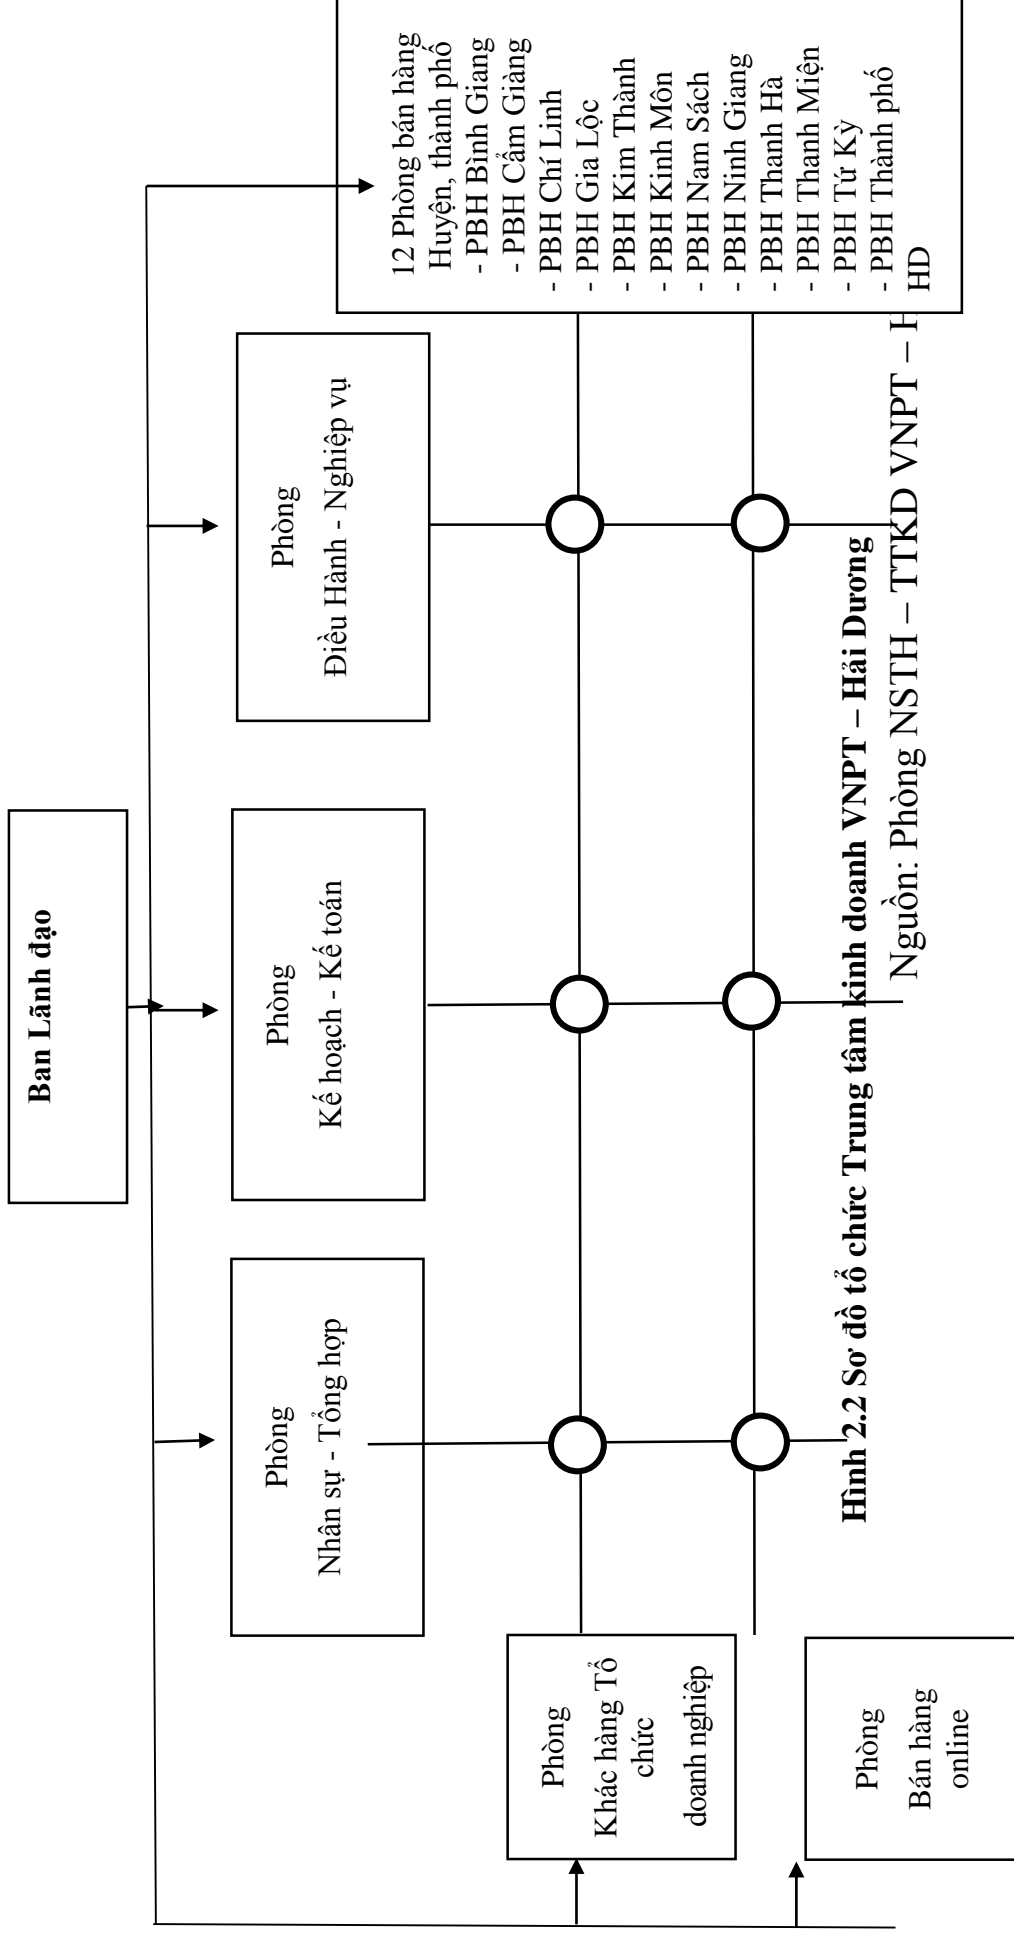 Ban Lãnh đạo
Phòng
Nhân sự - Tổng hợp
Phòng
Kế hoạch - Kế toán
Phòng
Điều Hành - Nghiệp vụ
12 Phòng bán hàng
Huyện, thành phố
- PBH Bình Giang
- PBH Cẩm Giàng
- PBH Chí Linh
- PBH Gia Lộc
- PBH Kim Thành
- PBH Kinh Môn
- PBH Nam Sách
- PBH Ninh Giang
- PBH Thanh Hà
- PBH Thanh Miện
- PBH Tứ Kỳ
- PBH Thành phố
HD
Phòng
Khác hàng Tổ
chức
doanh nghiệp
Phòng
Bán hàng
online
Hình 2.2 Sơ đồ tổ chức Trung tâm kinh doanh VNPT – Hải Dương
Nguồn: Phòng NSTH – TTKD VNPT –